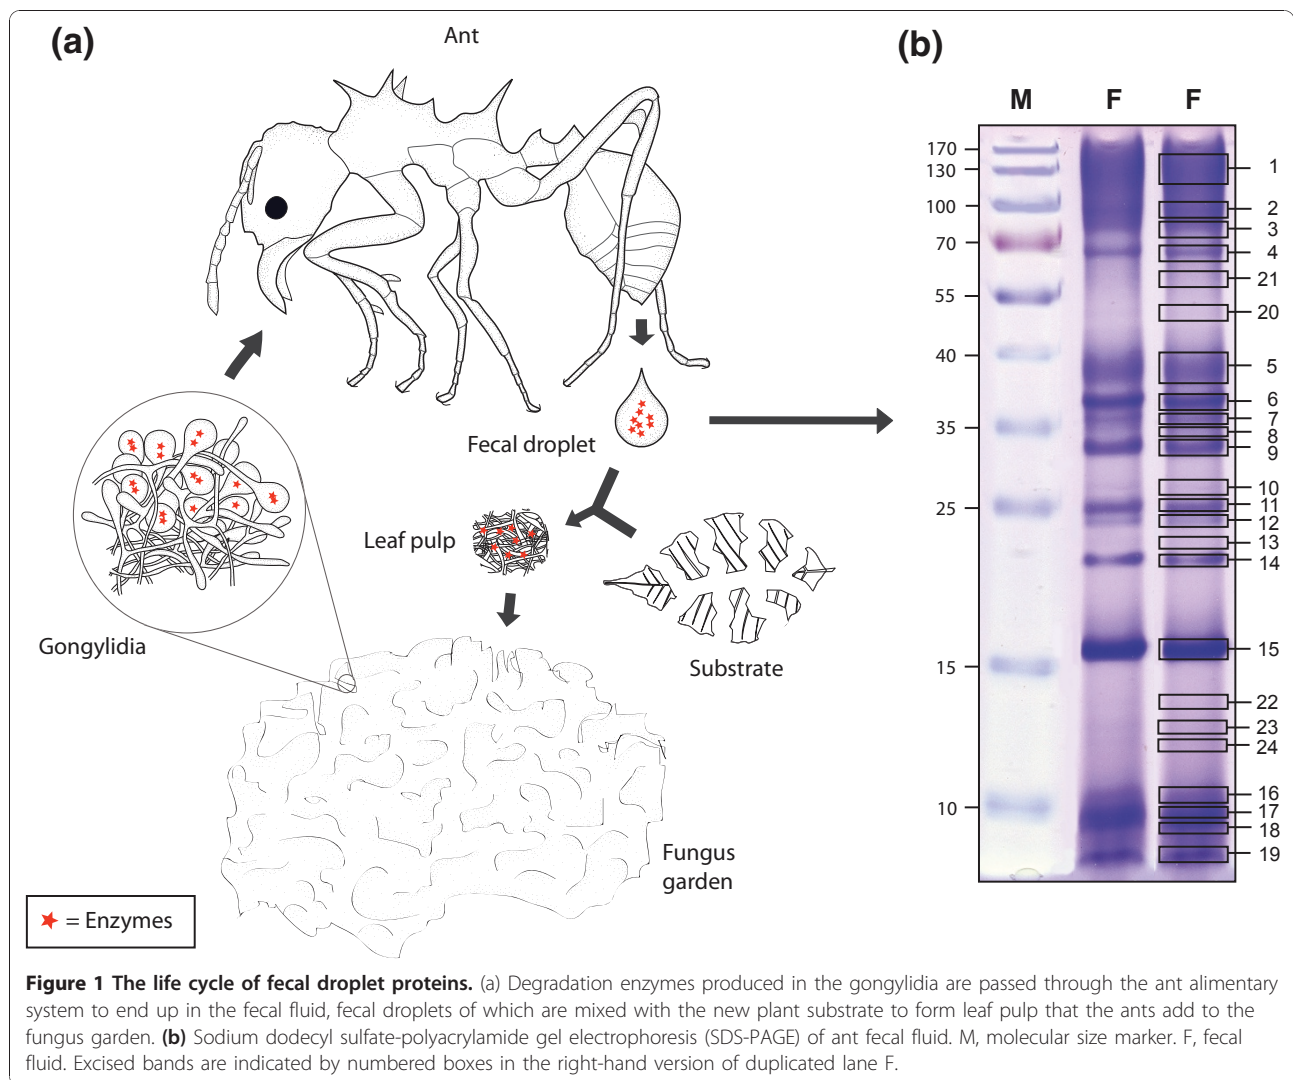 (a)
Ant
Fecal droplet
Leaf pulp
Gongylidia
Substrate
Fungus
garden
= Enzymes
(b)
M F F
170
130
100
70
55
40
35
25
15
10
1
2
3
4
21
20
5
6
7
8
9
10
11
12
13
14
15
22
23
24
16
17
18
19
Figure 1 The life cycle of fecal droplet proteins. (a) Degradation enzymes produced in the gongylidia are passed through the ant alimentary
system to end up in the fecal fluid, fecal droplets of which are mixed with the new plant substrate to form leaf pulp that the ants add to the
fungus garden. (b) Sodium dodecyl sulfate-polyacrylamide gel electrophoresis (SDS-PAGE) of ant fecal fluid. M, molecular size marker. F, fecal
fluid. Excised bands are indicated by numbered boxes in the right-hand version of duplicated lane F.